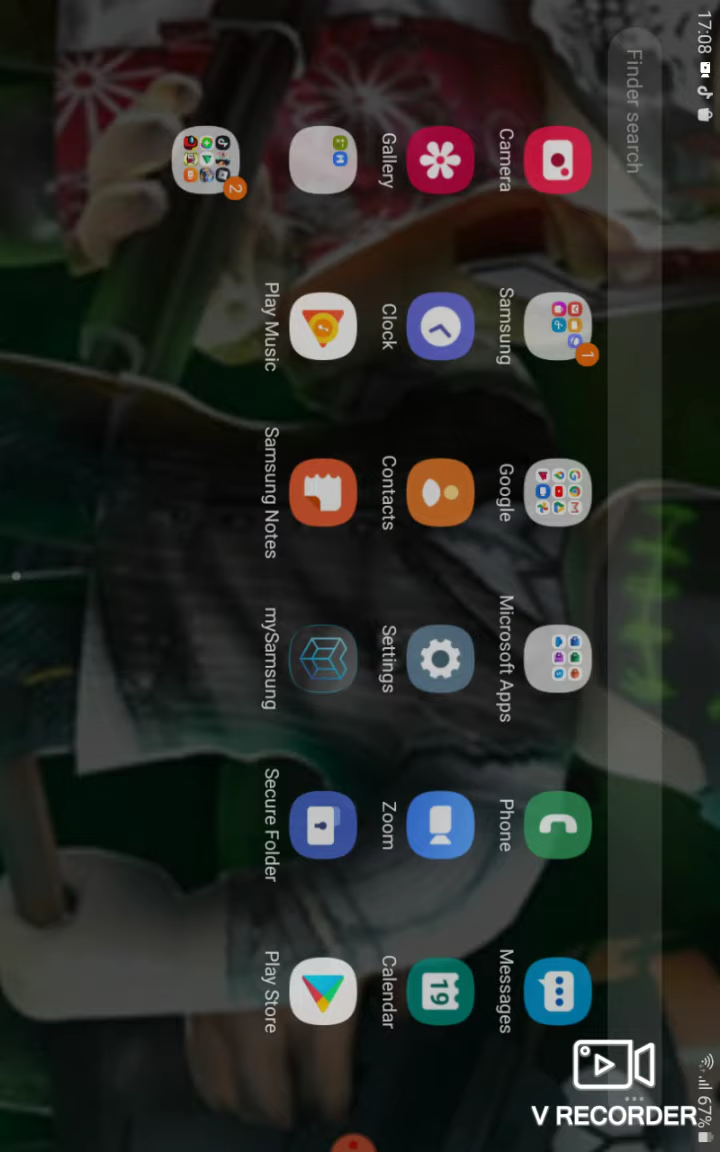 17:08
67%
Finder search
1
Camera
Samsung
Google
Microsoft Apps
Phone
Messages
19
Gallery
Clock
Contacts
Settings
Zoom
Calendar
Play Music
Samsung Notes
mySamsung
Secure Folder
Play Store
2
V RECORDER